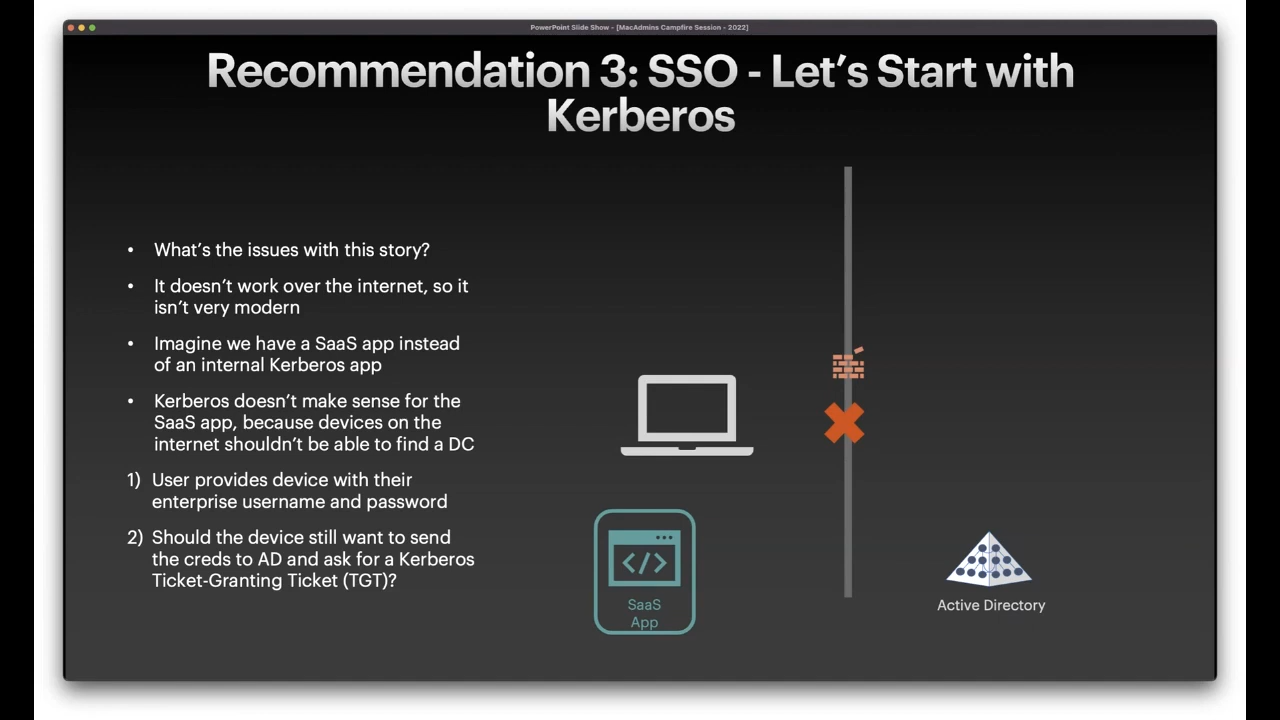 PowerPoint Slide Show - [MacAdmins Campfire Session - 2022]
Recommendation 3: SSO - Let’s Start with
Kerberos
• What’s the issues with this story?
• It doesn’t work over the internet, so it
isn’t very modern
• Imagine we have a SaaS app instead
of an internal Kerberos app
• Kerberos doesn’t make sense for the
SaaS app, because devices on the
internet shouldn’t be able to find a DC
1) User provides device with their
enterprise username and password
2) Should the device still want to send
the creds to AD and ask for a Kerberos
Ticket-Granting Ticket (TGT)?
</>
SaaS
App
Active Directory